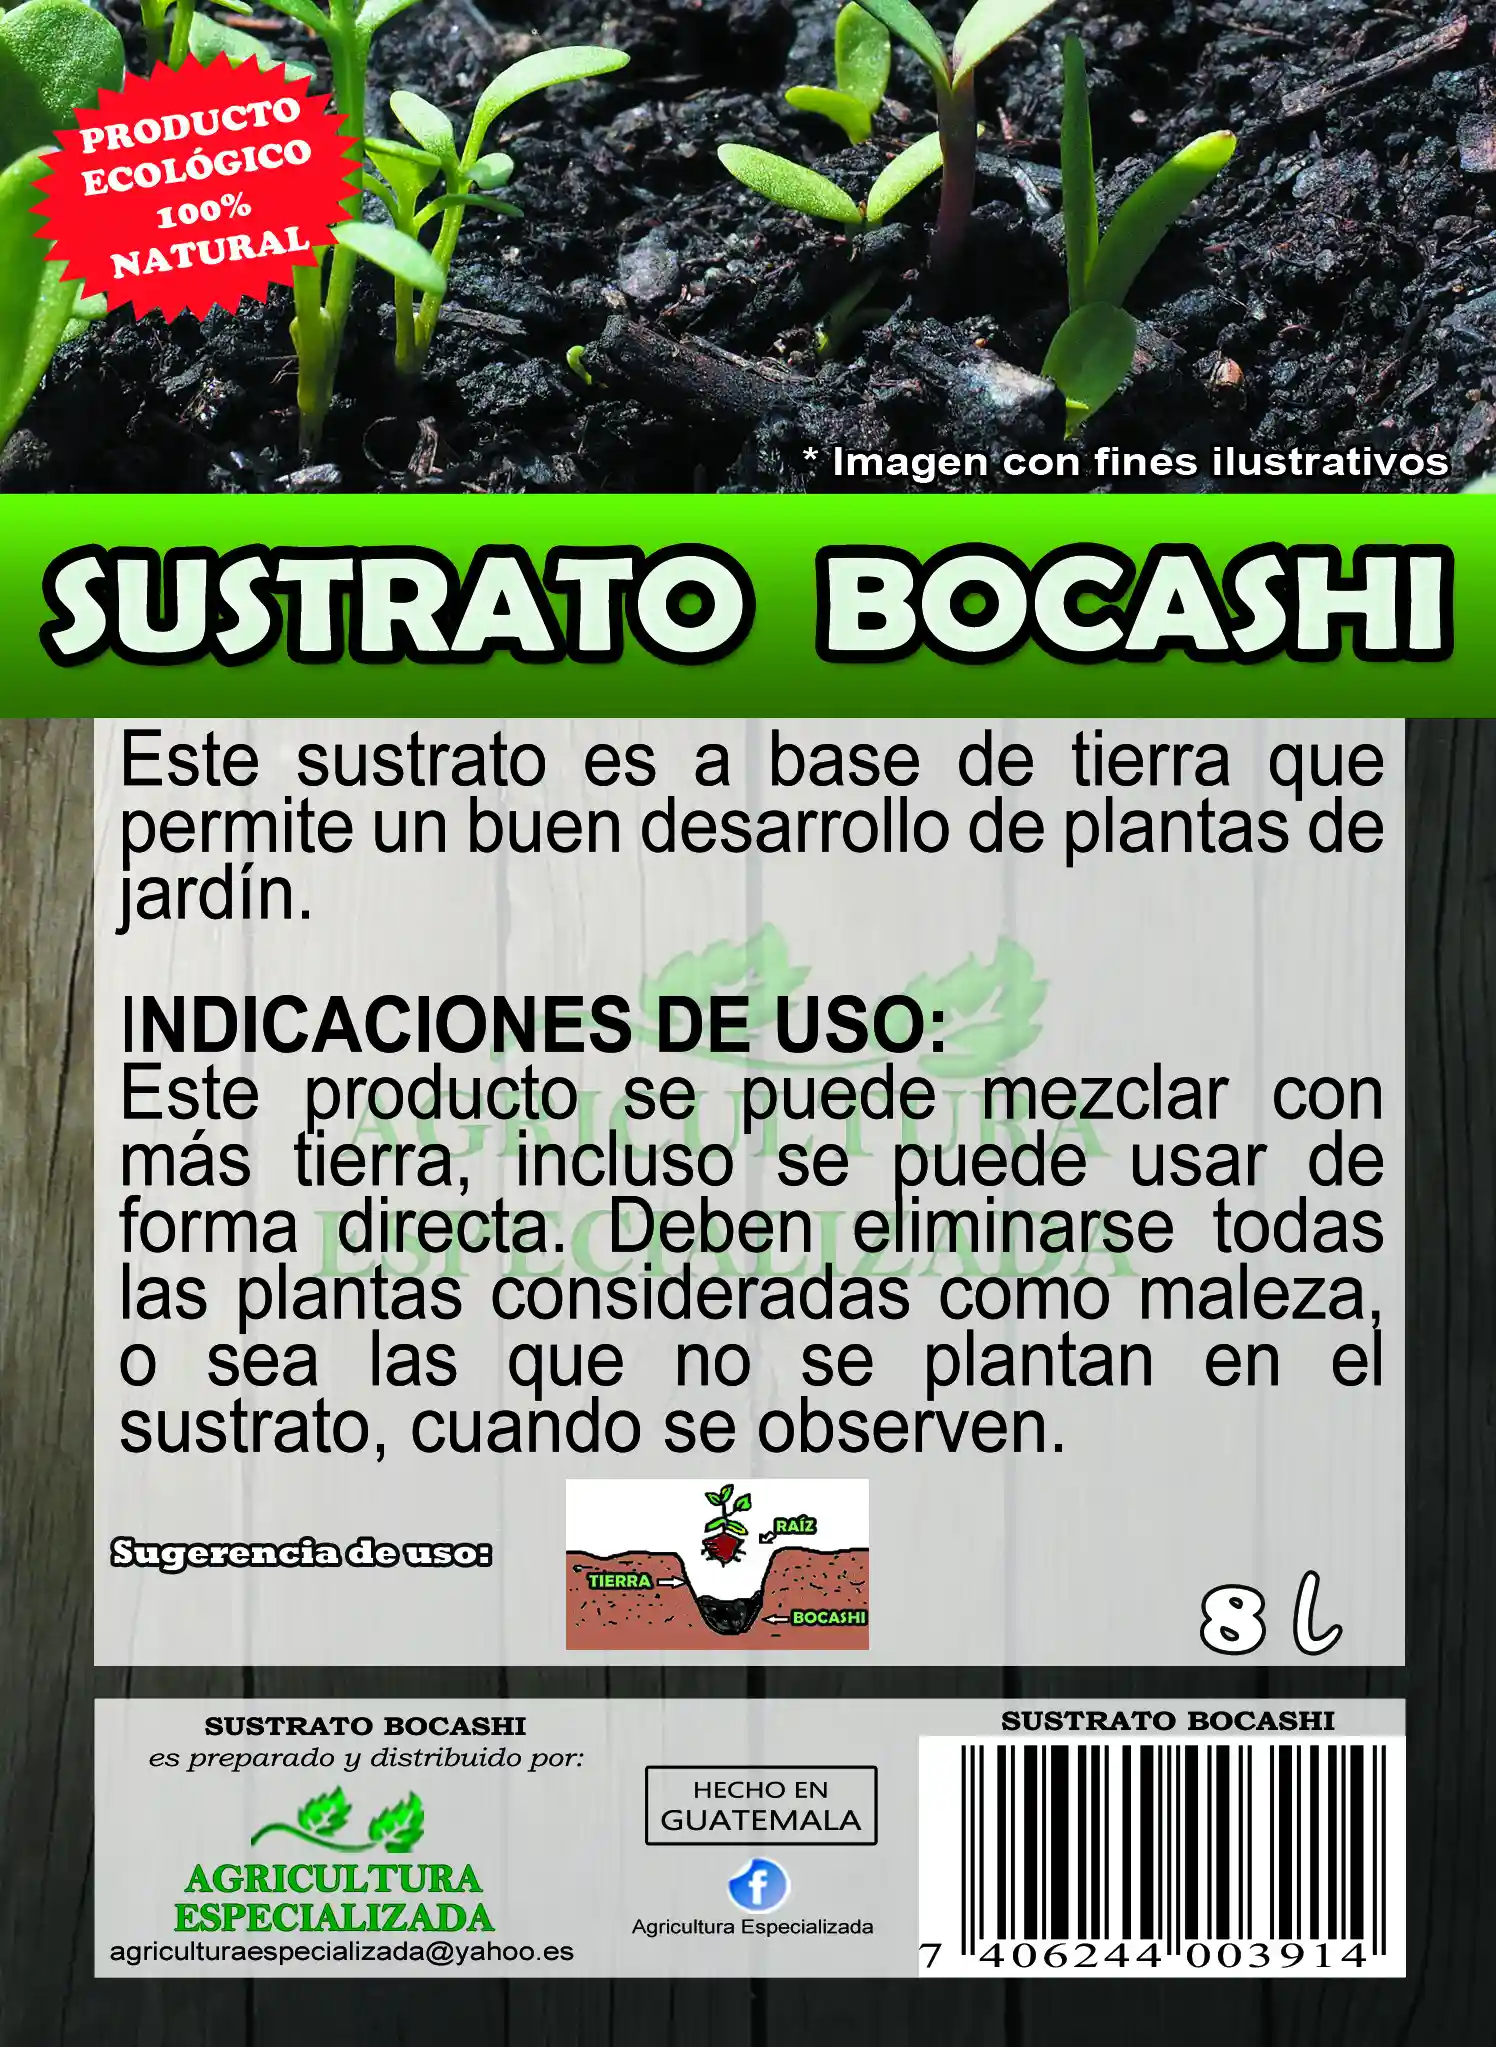 PRODUCTO
ECOLÓGICO
100%
NATURAL
* Imagen con fines ilustrativos
SUSTRATO BOCASHI
Este sustrato es a base de tierra que
permite un buen desarrollo de plantas de
jardín.
INDICACIONES DE USO:
Este producto se puede mezclar con
más tierra, incluso se puede usar de
forma directa. Deben eliminarse todas
las plantas consideradas como maleza,
o sea las que no se plantan en el
sustrato, cuando se observen.
AGRICULTURA
ESPECIALIZADA
Sugerencia de uso:
RAÍZ
TIERRA
BOCASHI
8 l
SUSTRATO BOCASHI
es preparado y distribuido por:
AGRICULTURA
ESPECIALIZADA
agriculturaespecializada@yahoo.es
HECHO EN
GUATEMALA
f
Agricultura Especializada
SUSTRATO BOCASHI
7 406244 003914